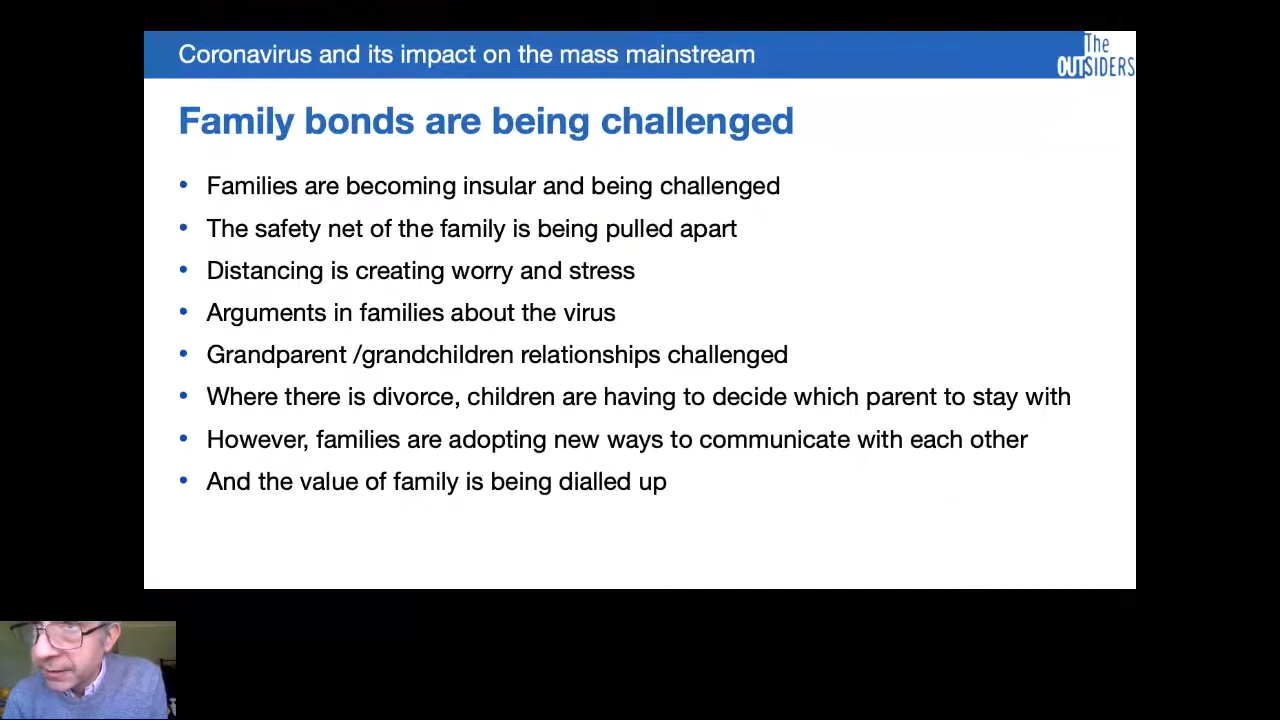 Coronavirus and its impact on the mass mainstream
The
OUTSIDERS
Family bonds are being challenged
• Families are becoming insular and being challenged
• The safety net of the family is being pulled apart
• Distancing is creating worry and stress
• Arguments in families about the virus
• Grandparent /grandchildren relationships challenged
• Where there is divorce, children are having to decide which parent to stay with
• However, families are adopting new ways to communicate with each other
• And the value of family is being dialled up